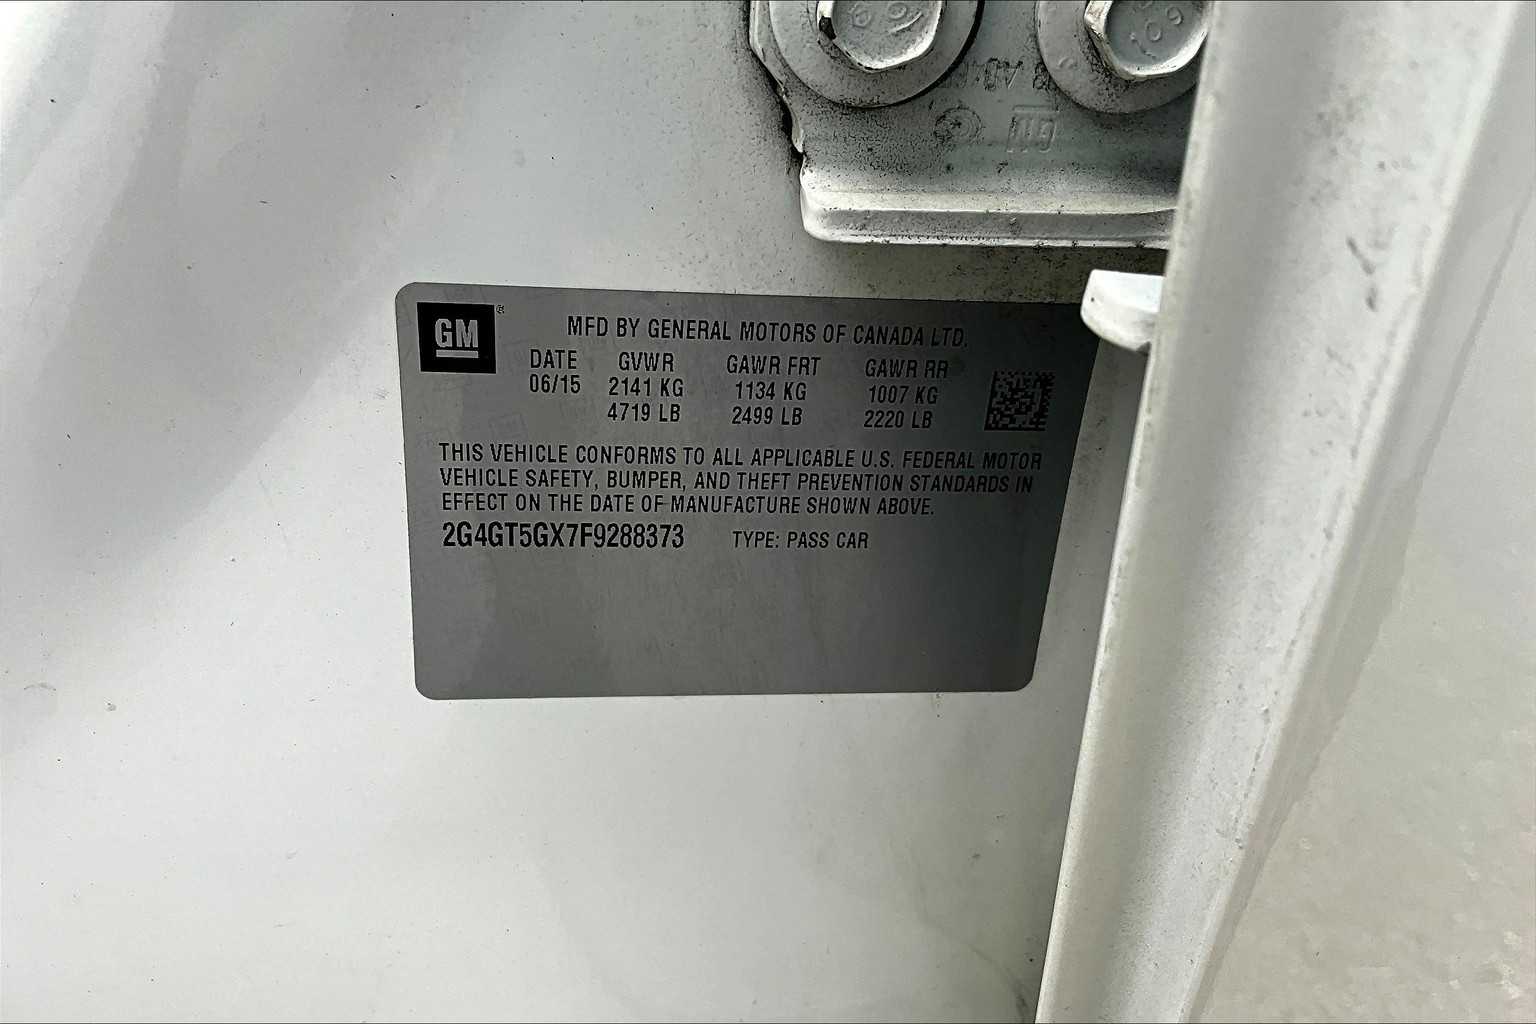 GM ®
MFD BY GENERAL MOTORS OF CANADA LTD.
DATE GVWR GAWR FRT GAWR RR
06/15 2141 KG 1134 KG 1007 KG
4719 LB 2499 LB 2220 LB
THIS VEHICLE CONFORMS TO ALL APPLICABLE U.S. FEDERAL MOTOR
VEHICLE SAFETY, BUMPER, AND THEFT PREVENTION STANDARDS IN
EFFECT ON THE DATE OF MANUFACTURE SHOWN ABOVE.
2G4GT5GX7F9288373 TYPE: PASS CAR